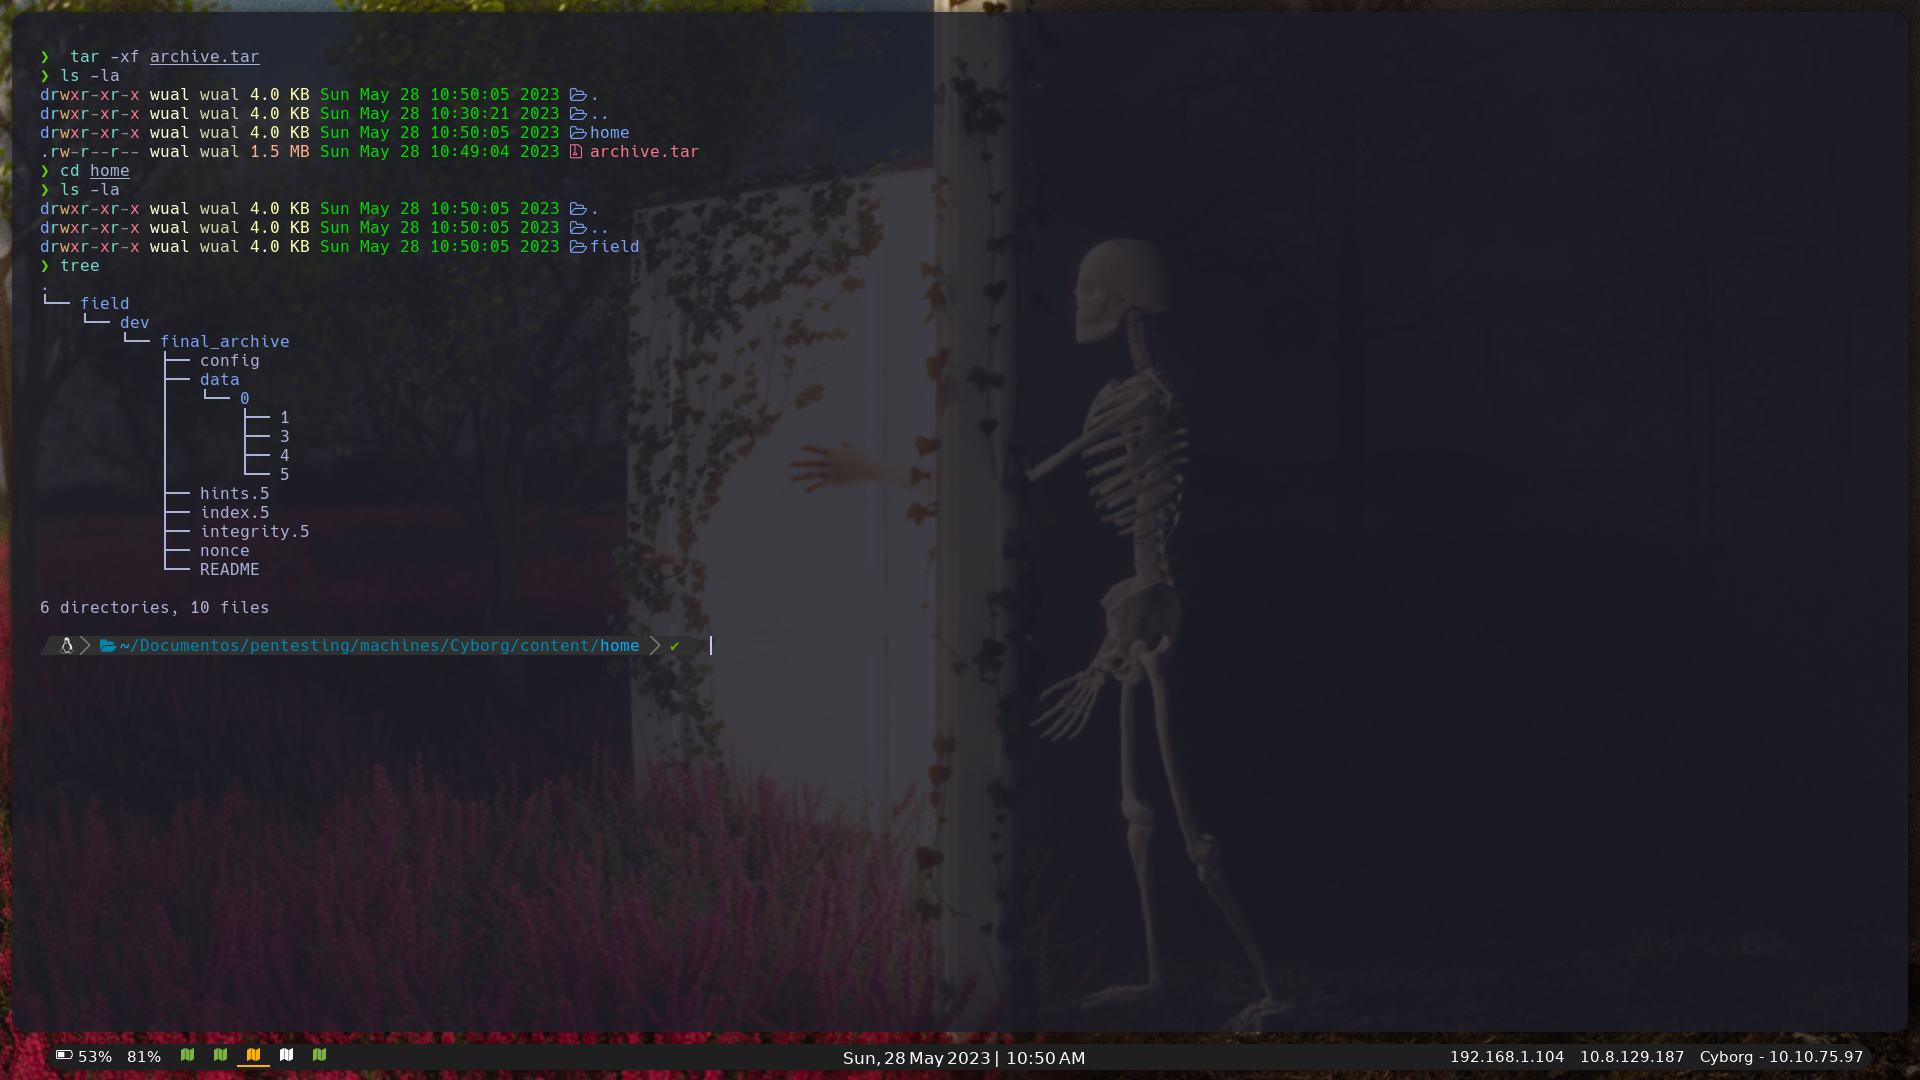 ❯  tar -xf archive.tar
❯ ls -la
drwxr-xr-x wual wual 4.0 KB Sun May 28 10:50:05 2023 .
drwxr-xr-x wual wual 4.0 KB Sun May 28 10:30:21 2023 ..
drwxr-xr-x wual wual 4.0 KB Sun May 28 10:50:05 2023 home
.rw-r--r-- wual wual 1.5 MB Sun May 28 10:49:04 2023 archive.tar
❯ cd home
❯ ls -la
drwxr-xr-x wual wual 4.0 KB Sun May 28 10:50:05 2023 .
drwxr-xr-x wual wual 4.0 KB Sun May 28 10:50:05 2023 ..
drwxr-xr-x wual wual 4.0 KB Sun May 28 10:50:05 2023 field
❯ tree
.
└── field
    └── dev
        └── final_archive
            ├── config
            ├── data
            │   └── 0
            │       ├── 1
            │       ├── 3
            │       ├── 4
            │       └── 5
            ├── hints.5
            ├── index.5
            ├── integrity.5
            ├── nonce
            └── README
6 directories, 10 files
~/Documentos/pentesting/machines/Cyborg/content/home ✔
53% 81% Sun, 28 May 2023 | 10:50 AM 192.168.1.104 10.8.129.187 Cyborg - 10.10.75.97